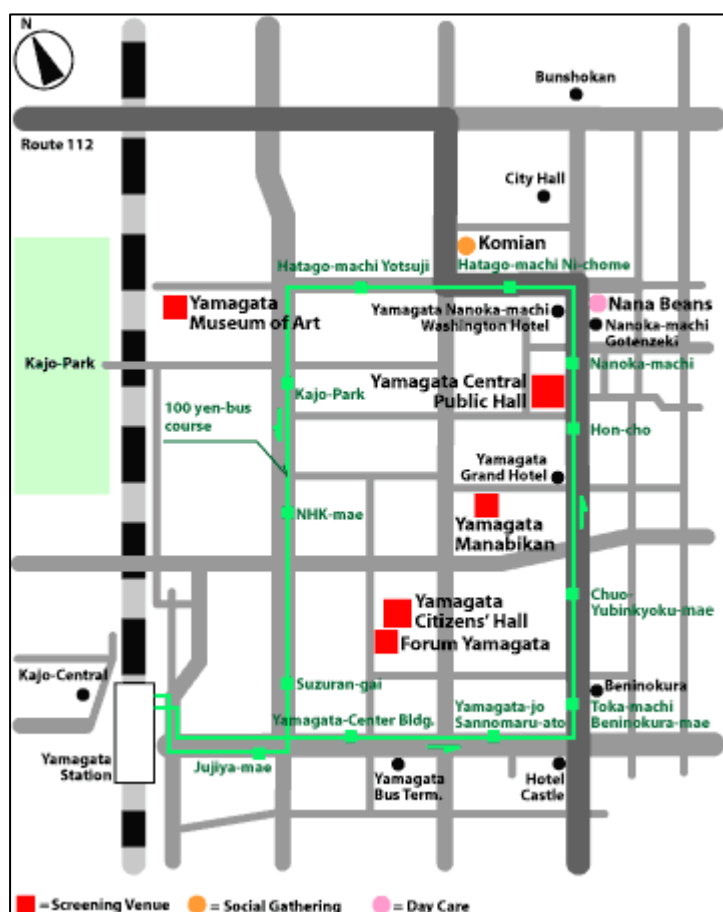 N
Bunshokan
Route 112
City Hall
Komian
Hatago-machi Yotsuji
Hatago-machi Ni-chome
Yamagata
Museum of Art
Yamagata Nanoka-machi
Washington Hotel
Nana Beans
Nanoka-machi
Gotenzeki
Kajo-Park
Nanoka-machi
Yamagata Central
Public Hall
Kajo-Park
100 yen-bus
course
Hon-cho
Yamagata
Grand Hotel
NHK-mae
Yamagata
Manabikan
Chuo-
Yubinkyoku-mae
Yamagata
Citizens' Hall
Forum Yamagata
Kajo-Central
Suzuran-gai
Beninokura
Yamagata-Center Bldg.
Yamagata-jo
Sannomaru-ato
Toka-machi
Beninokura-mae
Yamagata
Station
Jujiya-mae
Yamagata
Bus Term.
Hotel
Castle
= Screening Venue
= Social Gathering
= Day Care